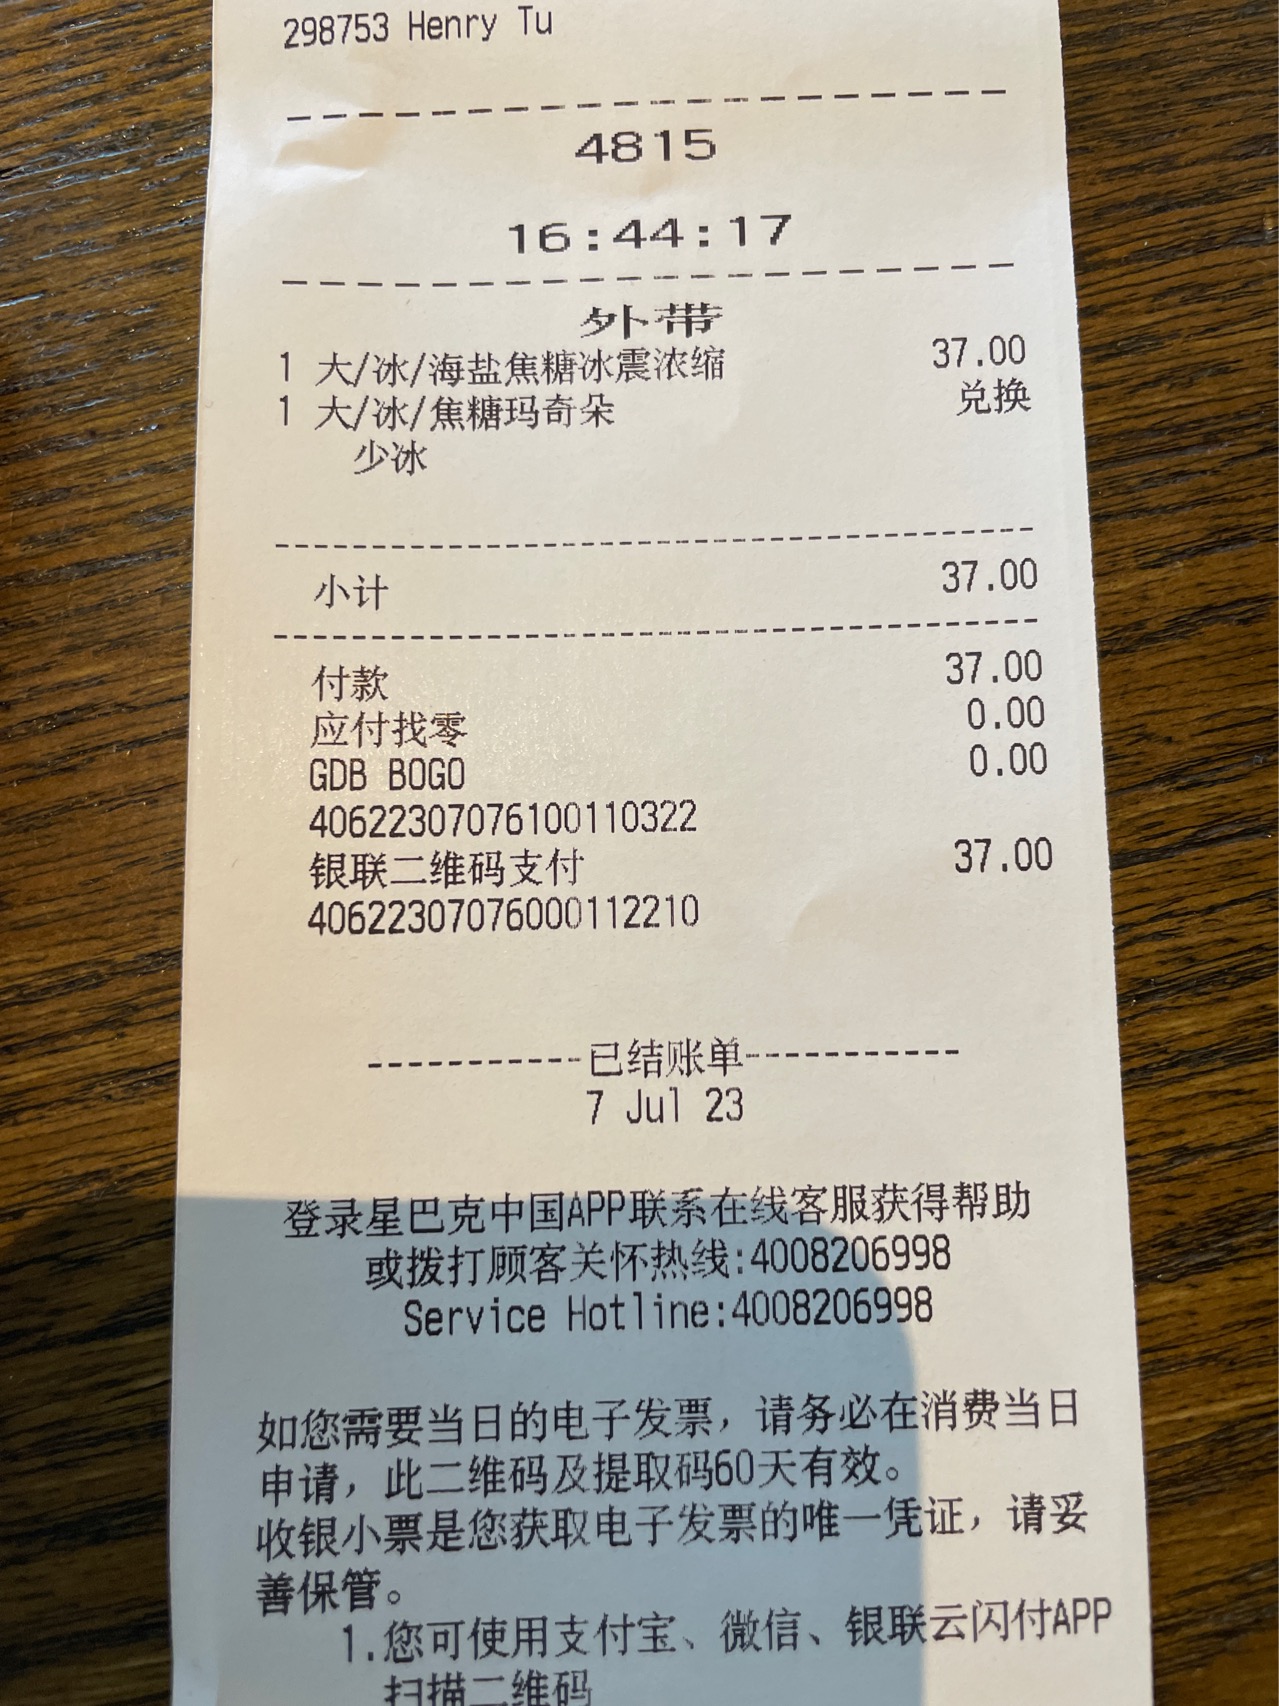 298753 Henry Tu
4815
16:44:17
外带
1 大/冰/海盐焦糖冰震浓缩 37.00
1 大/冰/焦糖玛奇朵 兑换
少冰
小计 37.00
付款 37.00
应付找零 0.00
GDB BOGO 0.00
40622307076100110322
银联二维码支付 37.00
40622307076000112210
-----------已结账单-----------
7 Jul 23
登录星巴克中国APP联系在线客服获得帮助
或拨打顾客关怀热线:4008206998
Service Hotline:4008206998
如您需要当日的电子发票，请务必在消费当日
申请，此二维码及提取码60天有效。
收银小票是您获取电子发票的唯一凭证，请妥
善保管。
1.您可使用支付宝、微信、银联云闪付APP
扫描二维码